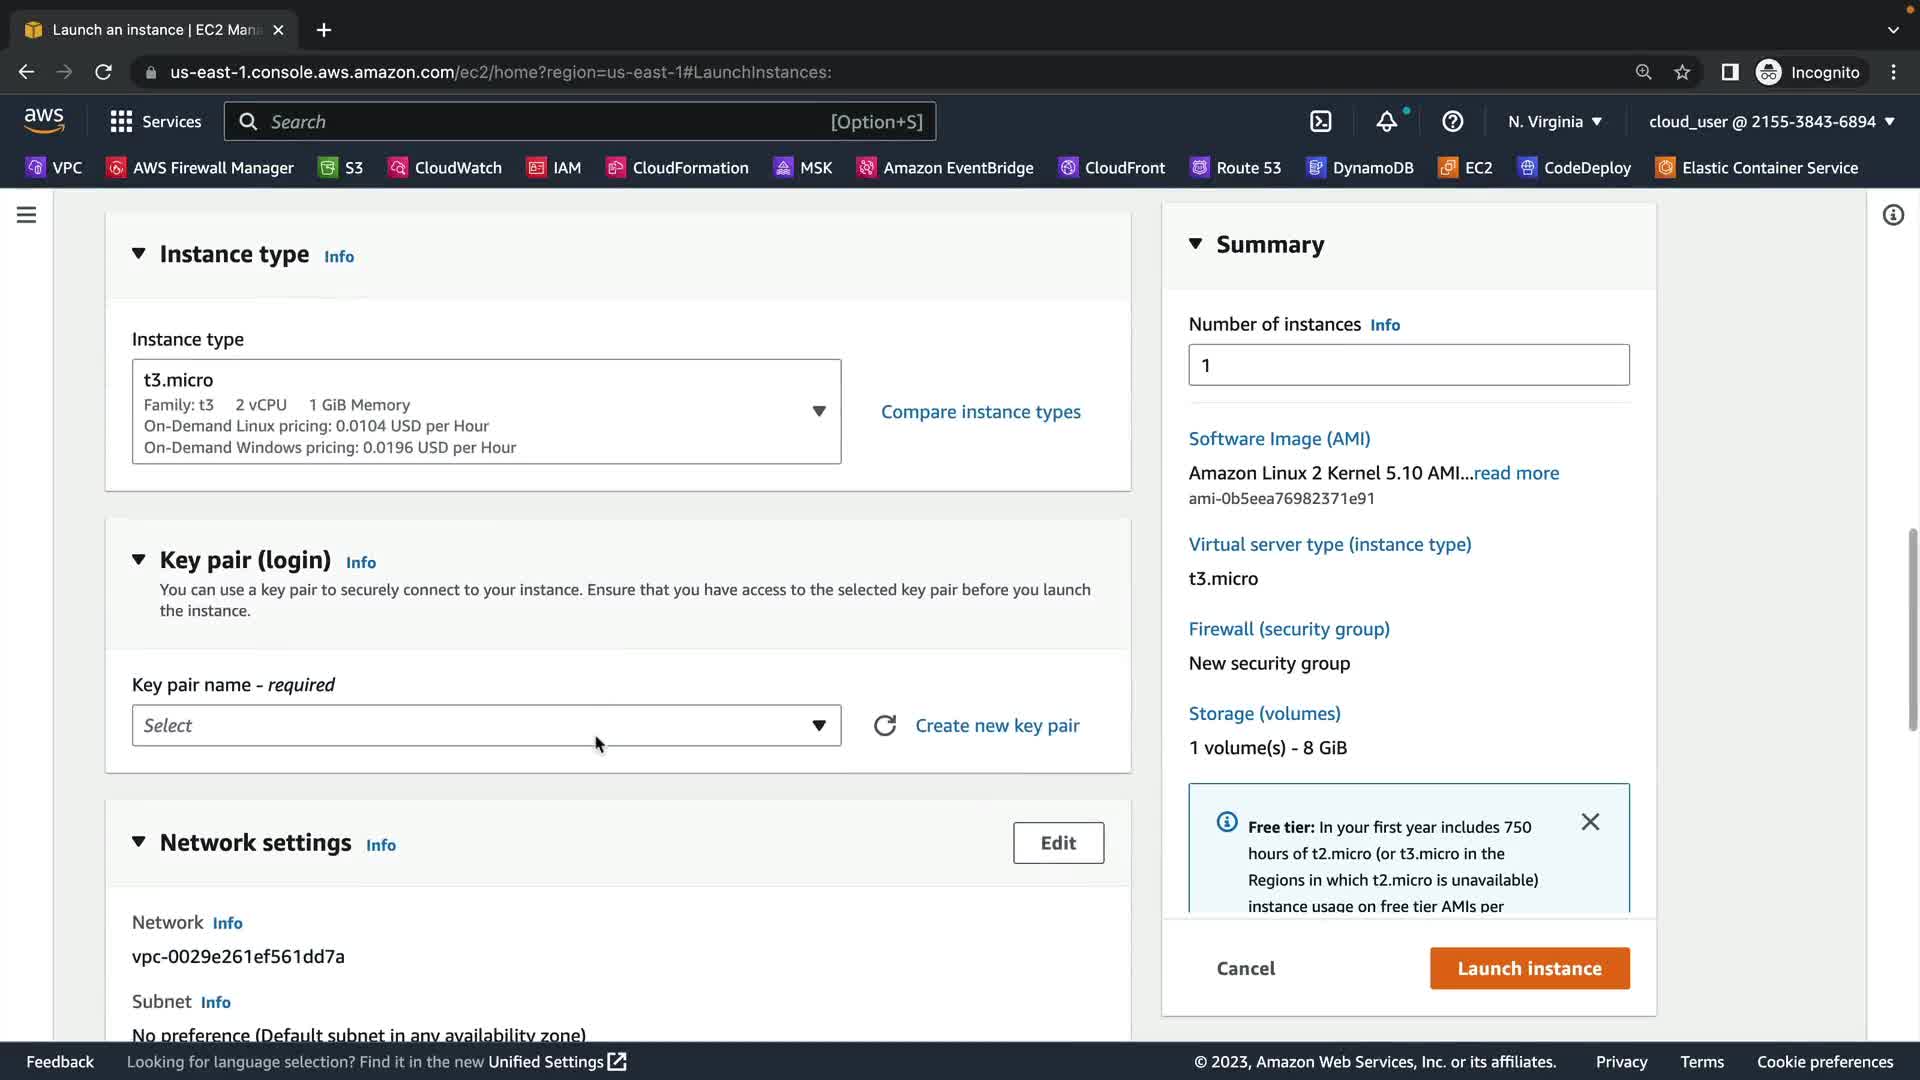 Launch an instance | EC2 Mana
us-east-1.console.aws.amazon.com/ec2/home?region=us-east-1#LaunchInstances:
Incognito
aws
Services
Search
[Option+S]
N. Virginia
cloud_user @ 2155-3843-6894
VPC
AWS Firewall Manager
S3
CloudWatch
IAM
CloudFormation
MSK
Amazon EventBridge
CloudFront
Route 53
DynamoDB
EC2
CodeDeploy
Elastic Container Service
Instance type Info
Instance type
t3.micro
Family: t3 2 vCPU 1 GiB Memory
On-Demand Linux pricing: 0.0104 USD per Hour
On-Demand Windows pricing: 0.0196 USD per Hour
Compare instance types
Key pair (login) Info
You can use a key pair to securely connect to your instance. Ensure that you have access to the selected key pair before you launch
the instance.
Key pair name - required
Select
Create new key pair
Network settings Info
Edit
Network Info
vpc-0029e261ef561dd7a
Subnet Info
No preference (Default subnet in any availability zone)
Summary
Number of instances Info
1
Software Image (AMI)
Amazon Linux 2 Kernel 5.10 AMI...read more
ami-0b5eea76982371e91
Virtual server type (instance type)
t3.micro
Firewall (security group)
New security group
Storage (volumes)
1 volume(s) - 8 GiB
Free tier: In your first year includes 750
hours of t2.micro (or t3.micro in the
Regions in which t2.micro is unavailable)
instance usage on free tier AMIs per
Cancel
Launch instance
Feedback
Looking for language selection? Find it in the new Unified Settings
© 2023, Amazon Web Services, Inc. or its affiliates.
Privacy
Terms
Cookie preferences